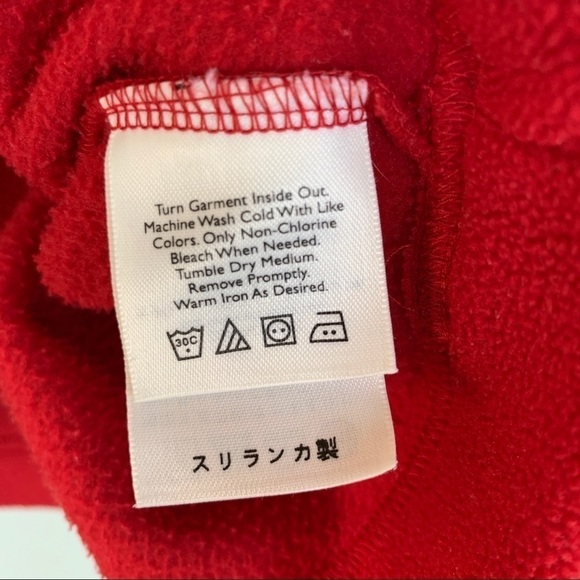 Turn Garment Inside Out.
Machine Wash Cold With Like
Colors. Only Non-Chlorine
Bleach When Needed.
Tumble Dry Medium.
Remove Promptly.
Warm Iron As Desired.
30C
スリランカ製